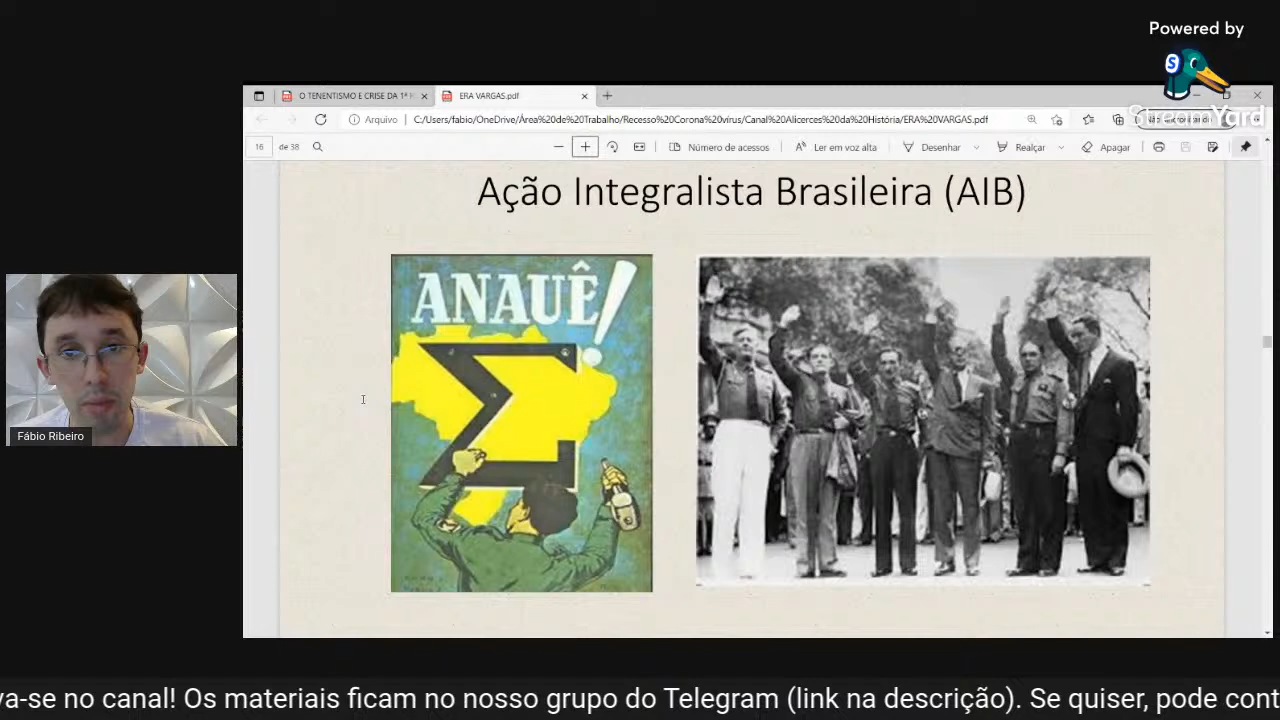 Powered by
StreamYard
O TENENTISMO E CRISE DA 1ª
ERA VARGAS.pdf
Arquivo
C:/Users/fabio/OneDrive/Área%20de%20Trabalho/Recesso%20Corona%20vírus/Canal%20Alicerces%20da%20História/ERA%20VARGAS.pdf
16 de 38
Número de acessos
Ler em voz alta
Desenhar
Realçar
Apagar
Ação Integralista Brasileira (AIB)
ANAUÊ!
Σ
Fábio Ribeiro
va-se no canal! Os materiais ficam no nosso grupo do Telegram (link na descrição). Se quiser, pode cont